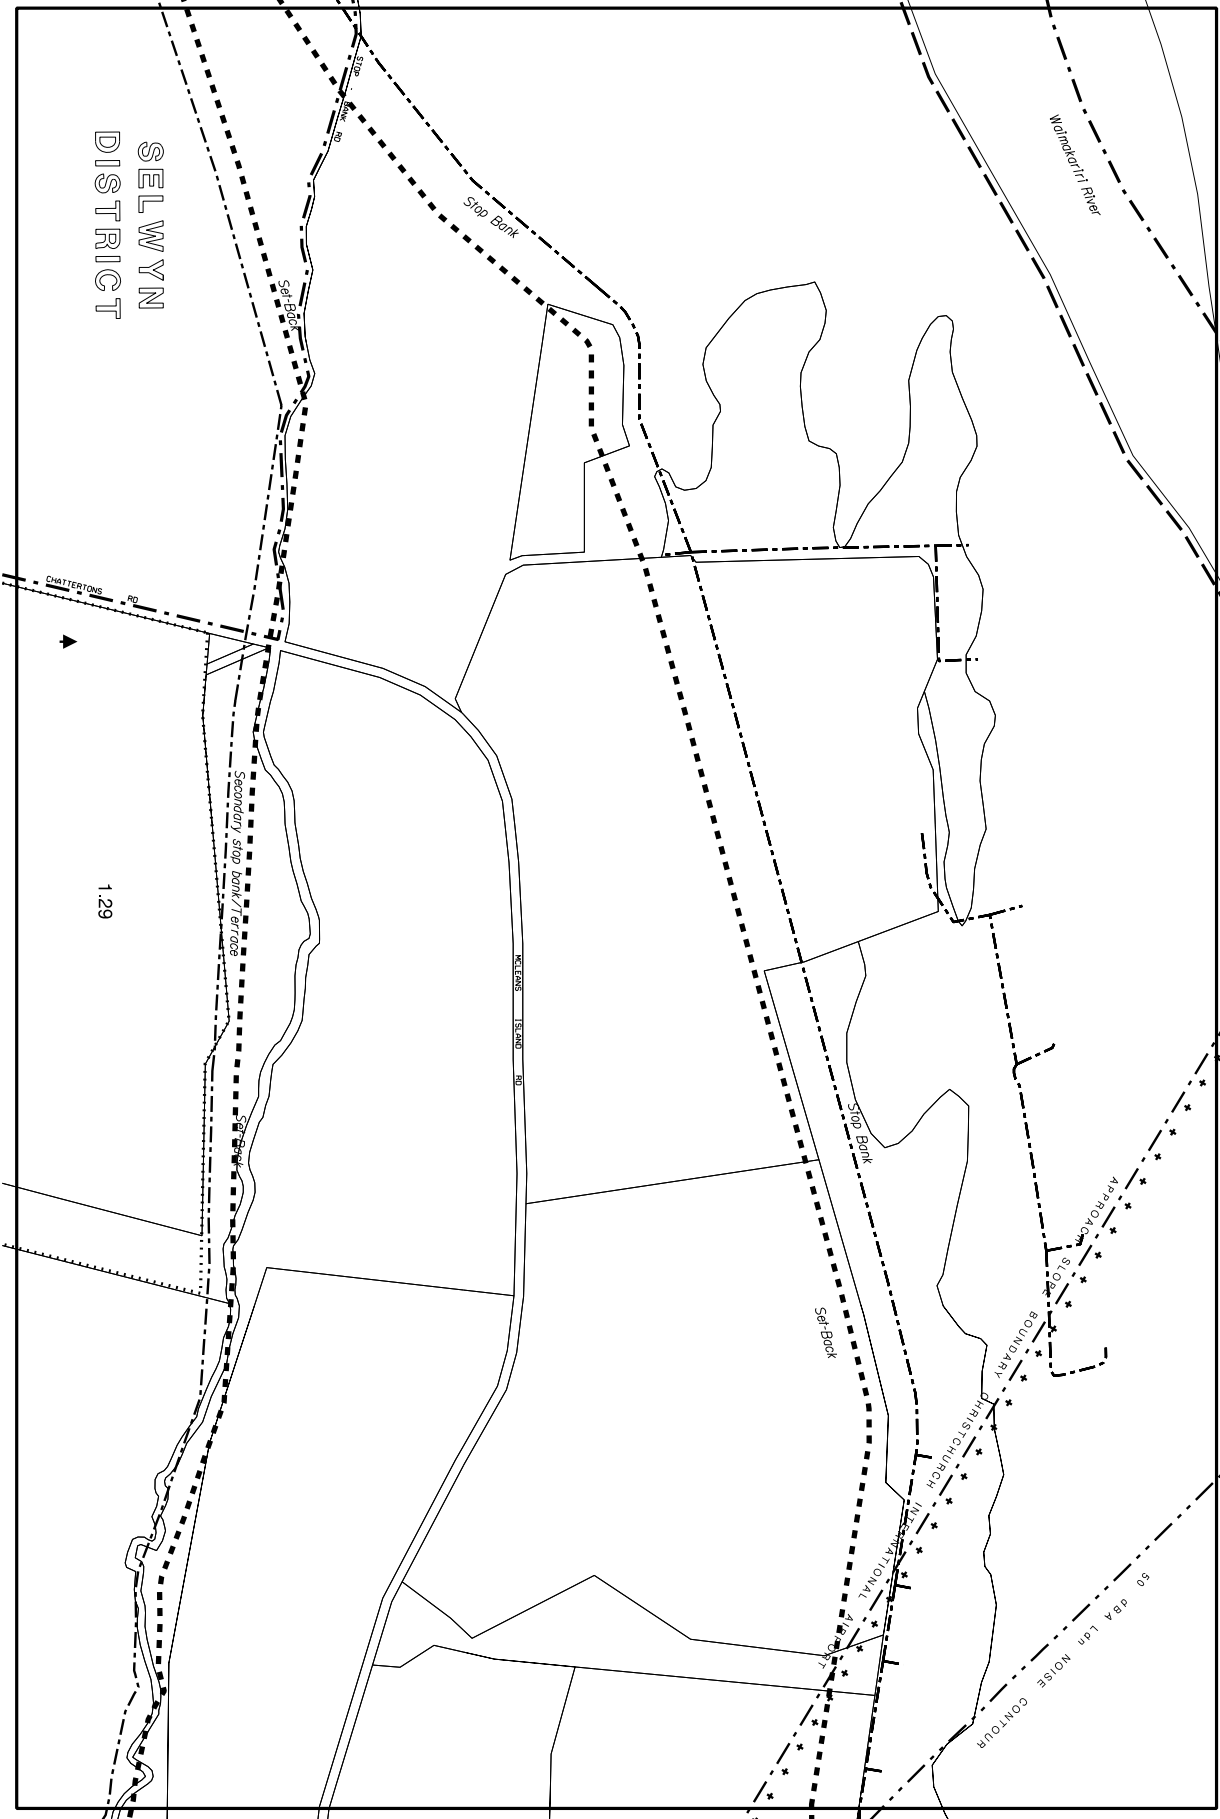 SELWYN
DISTRICT
STOP BANK RD
Stop Bank
Waimakariri River
Set-Back
CHATTERTONS RD
Secondary stop bank/Terrace
1.29
MCLEANS ISLAND RD
Set-Back
Stop Bank
Set-Back
APPROACH SLOPE BOUNDARY CHRISTCHURCH INTERNATIONAL AIRPORT
50 dBA Ldn NOISE CONTOUR